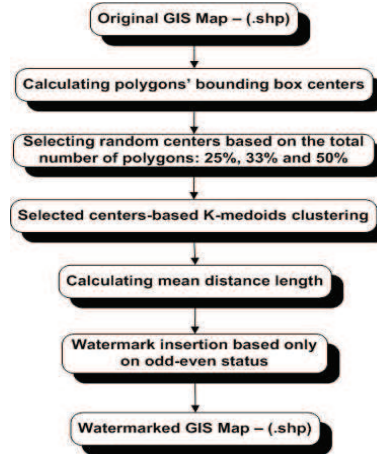 Original GIS Map – (.shp)
Calculating polygons' bounding box centers
Selecting random centers based on the total
number of polygons: 25%, 33% and 50%
Selected centers-based K-medoids clustering
Calculating mean distance length
Watermark insertion based only
on odd-even status
Watermarked GIS Map – (.shp)